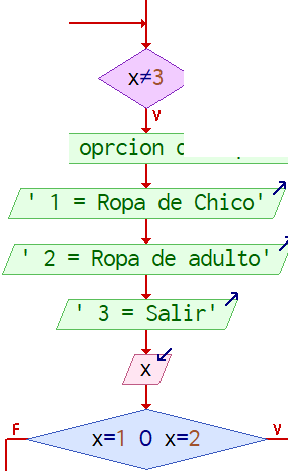 x≠3
V
oprcion
' 1 = Ropa de Chico'
' 2 = Ropa de adulto'
' 3 = Salir'
x
x=1 O x=2
F
V